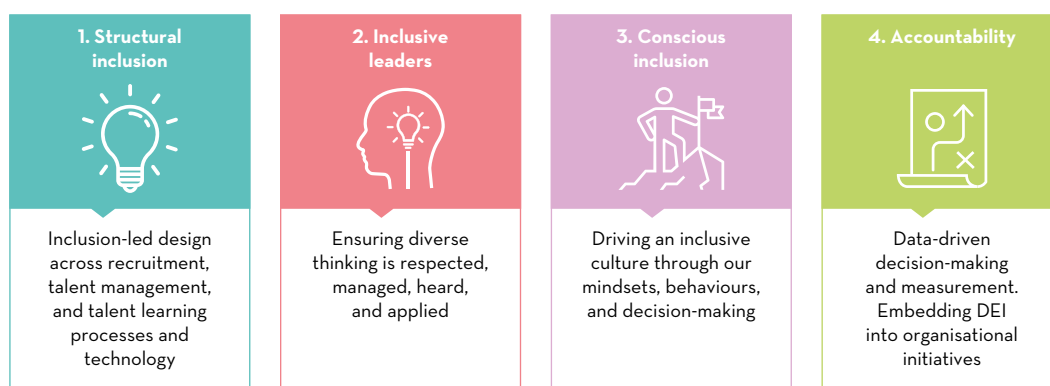 1. Structural
inclusion
Inclusion-led design
across recruitment,
talent management,
and talent learning
processes and
technology
2. Inclusive
leaders
Ensuring diverse
thinking is respected,
managed, heard,
and applied
3. Conscious
inclusion
Driving an inclusive
culture through our
mindsets, behaviours,
and decision-making
4. Accountability
Data-driven
decision-making
and measurement.
Embedding DEI
into organisational
initiatives